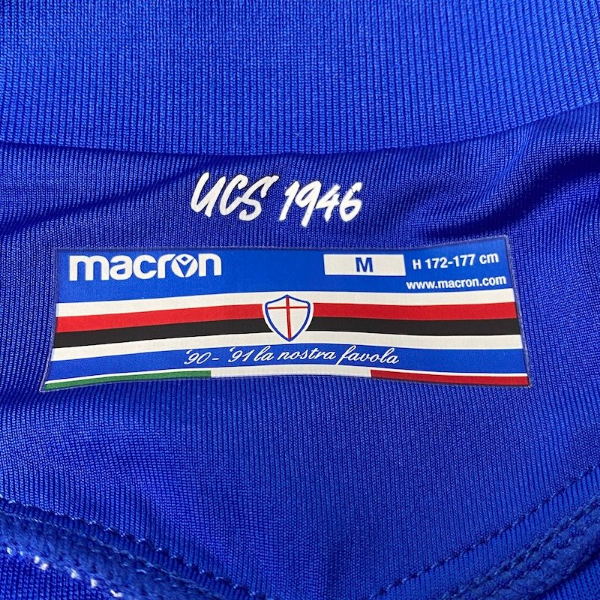 UCS 1946
macron
M
H 172-177 cm
www.macron.com
'90 - '91 la nostra favola